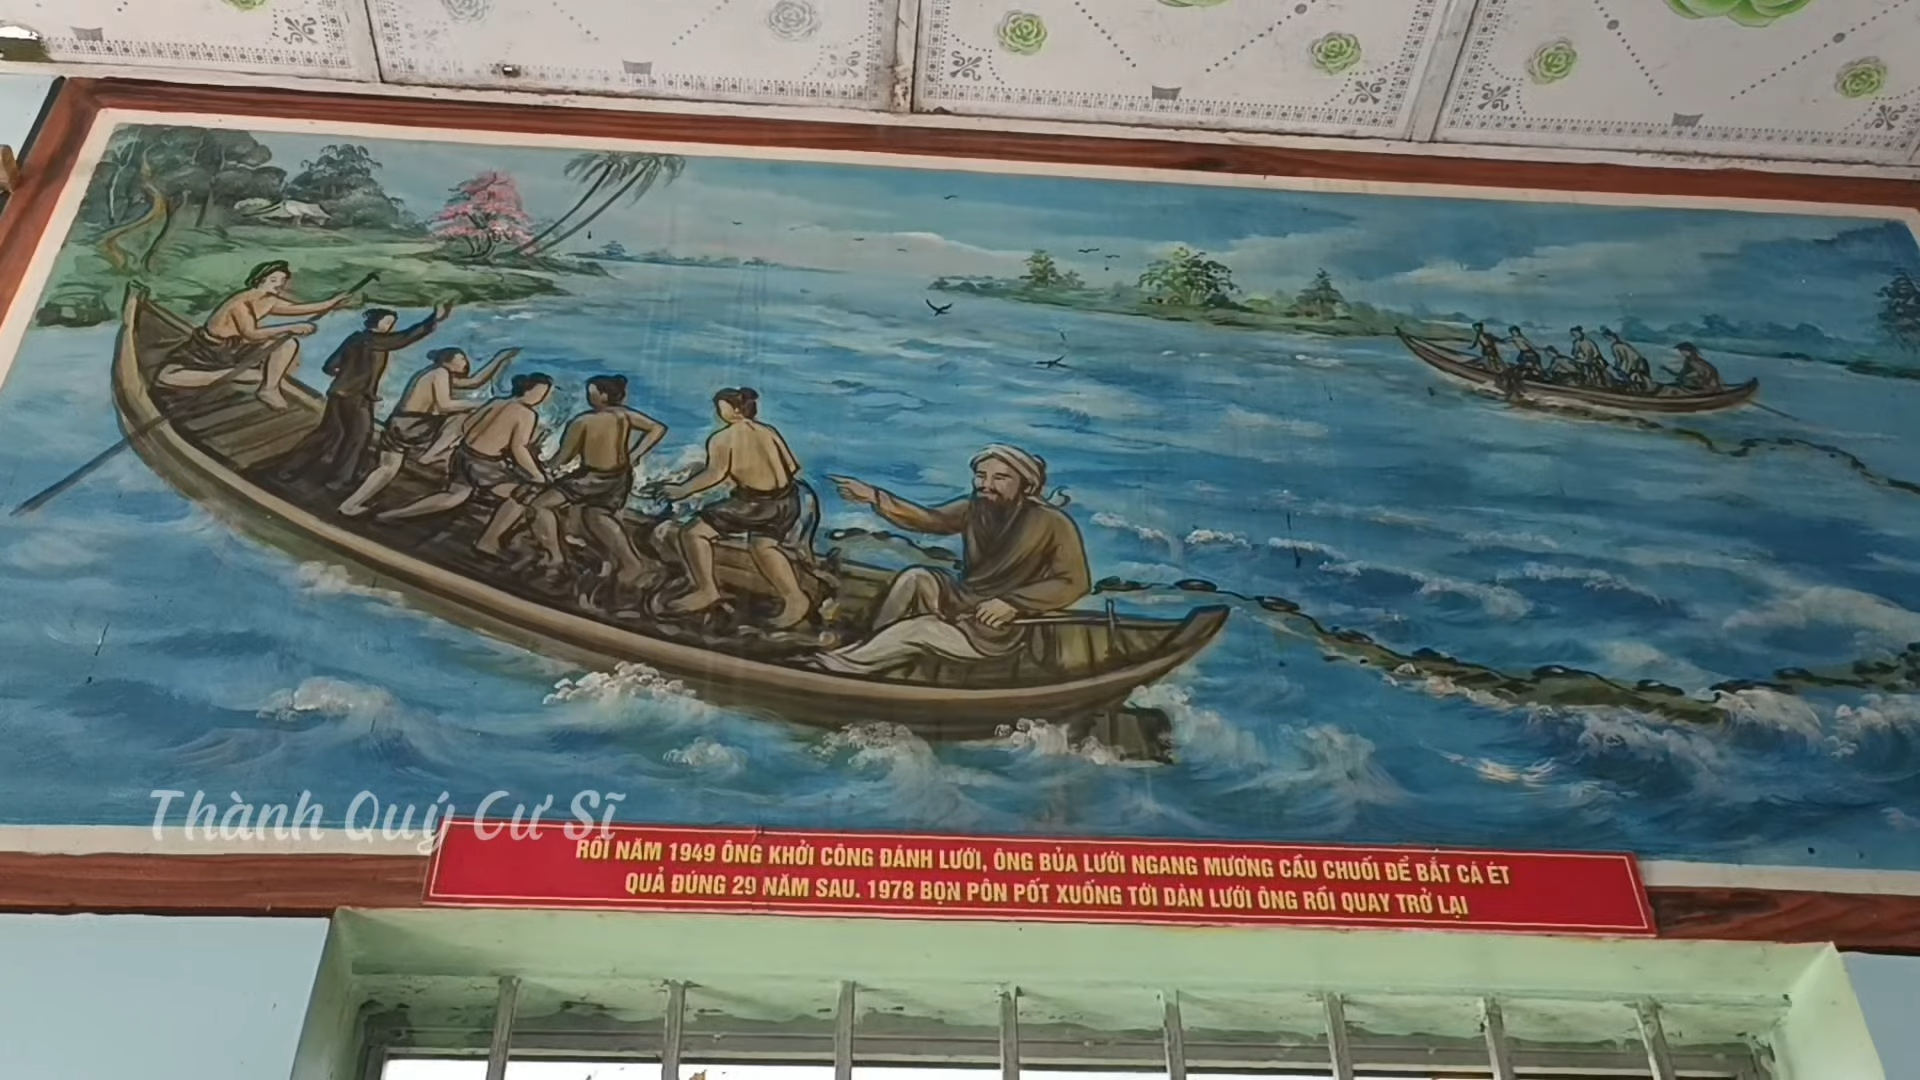 Thành Quý Cư Sĩ
RỒI NĂM 1949 ÔNG KHỞI CÔNG ĐÁNH LƯỚI, ÔNG BỦA LƯỚI NGANG MƯƠNG CẦU CHUỐI ĐỂ BẮT CÁ ÉT
QUẢ ĐÚNG 29 NĂM SAU. 1978 BỌN PÔN PỐT XUỐNG TỚI DÀN LƯỚI ÔNG RỒI QUAY TRỞ LẠI